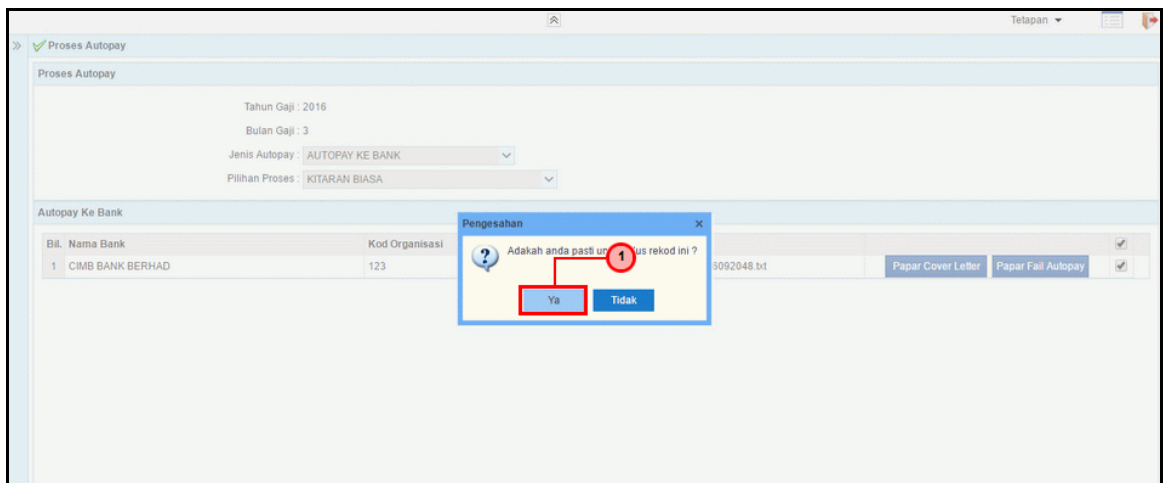 Tetapan
Proses Autopay
Proses Autopay
Tahun Gaji : 2016
Bulan Gaji : 3
Jenis Autopay : AUTOPAY KE BANK
Pilihan Proses : KITARAN BIASA
Autopay Ke Bank
Pengesahan
Bil. Nama Bank Kod Organisasi
Adakah anda pasti rekod ini ?
1
1 CIMB BANK BERHAD 123 6092048.txt Papar Cover Letter Papar Fail Autopay
Ya Tidak